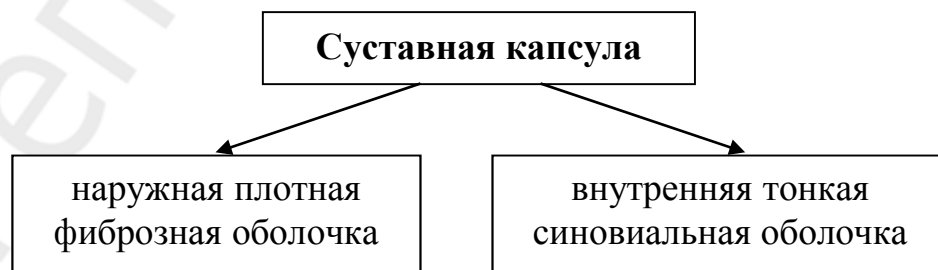 Суставная капсула
наружная плотная
фиброзная оболочка
внутренняя тонкая
синовиальная оболочка